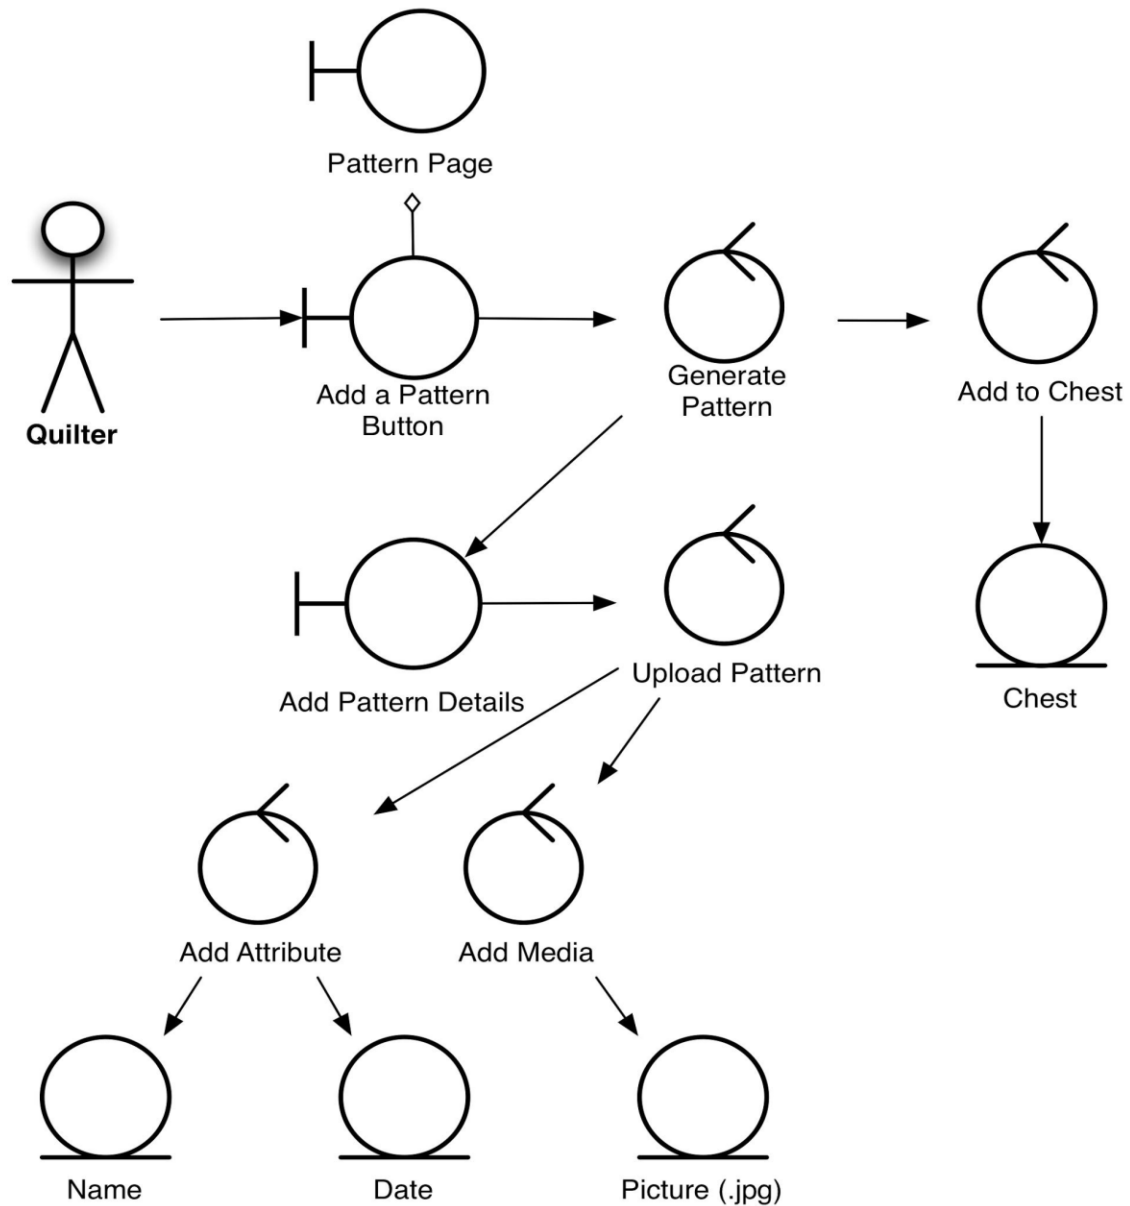 Pattern Page
Quilter
Add a Pattern
Button
Generate
Pattern
Add to Chest
Add Pattern Details
Upload Pattern
Chest
Add Attribute
Add Media
Name
Date
Picture (.jpg)